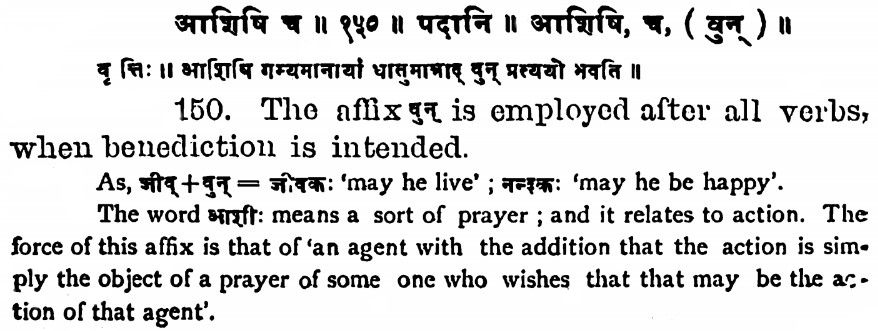 आशिषि च ॥ १५० ॥ पदानि ॥ आशिषि, च, ( वुन् ) ॥
वृत्तिः ॥ आशिषि गम्यमानायां धातुमात्राद् वुन् प्रत्ययो भवति ॥
150. The affix वुन् is employed after all verbs,
when benediction is intended.
As, जीव् + वुन् = जीवकः 'may he live' ; नन्दकः 'may he be happy'.
The word आशीः means a sort of prayer ; and it relates to action. The
force of this affix is that of 'an agent with the addition that the action is sim-
ply the object of a prayer of some one who wishes that that may be the ac-
tion of that agent'.